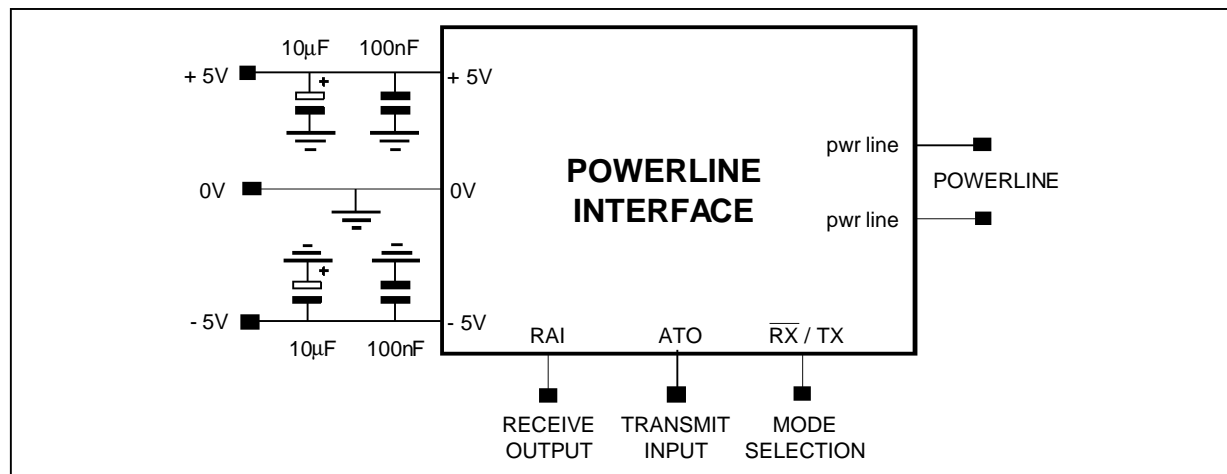 10μF 100nF
+ 5V + + 5V
pwr line
POWERLINE
INTERFACE
POWERLINE
0V 0V
pwr line
+
- 5V - 5V
10μF 100nF
RAI ATO R̅X̅ / TX
RECEIVE OUTPUT
TRANSMIT INPUT
MODE SELECTION